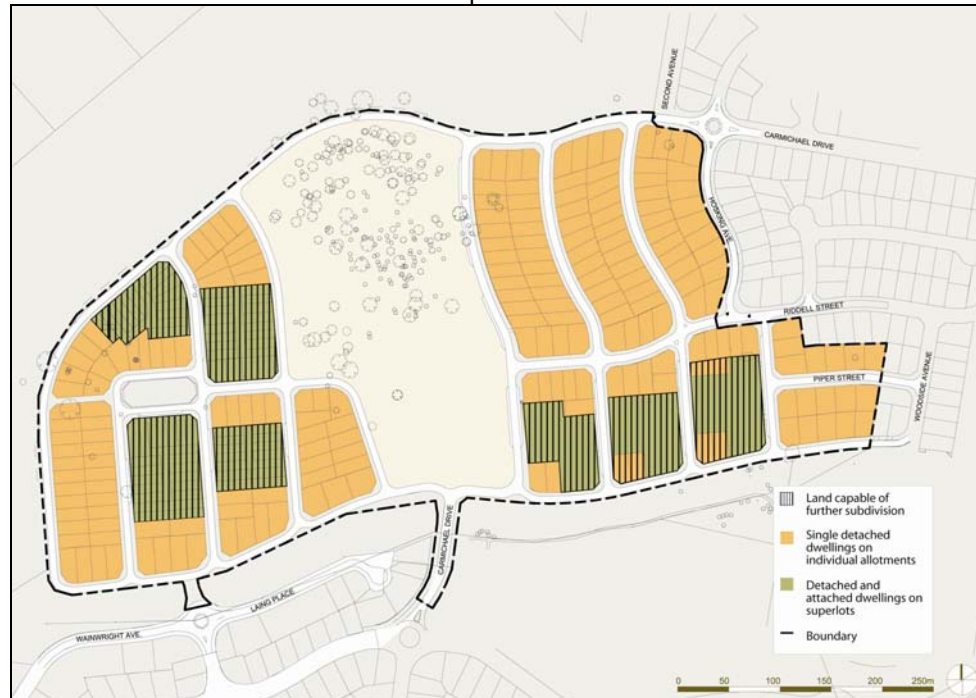 SECOND AVENUE
CARMICHAEL DRIVE
HOSKING AVE.
RIDDELL STREET
PIPER STREET
WOODSIDE AVENUE
CARMICHAEL DRIVE
LAING PLACE
WAINWRIGHT AVE.
Land capable of
further subdivision
Single detached
dwellings on
individual allotments
Detached and
attached dwellings on
superlots
Boundary
0 50 100 150 200 250m